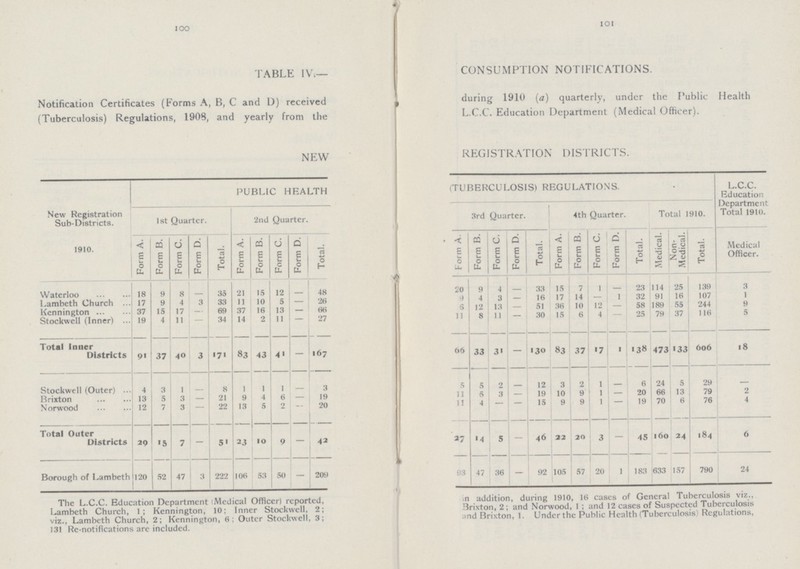 100
TABLE IV.—
Notification Certificates (Forms A, B, C and D) received
(Tuberculosis) Regulations, 1908, and yearly from the
NEW
New Registration Sub-Districts. 1910. PUBLIC HEALTH
1st Quarter. 2nd Quarter.
Form A. Form B. Form C. Form D. Total. Form A. Form B. Form C. Form D. Total.
Waterloo ... ... 18 9 8 — 35 21 15 12 — 48
Lambeth Church ... 17 9 4 3 33 11 10 5 — 26
Kennington ... ... 37 15 17 — 69 37 16 13 — 66
Stockwell (Inner) ... 19 4 11 — 34 14 2 11 — 27
Total Inner Districts 91 37 40 3 171 83 43 41 — 167
Stockwell (Outer) ... 4 3 1 — 8 1 1 1 — 3
Brixton ... ... 13 5 3 — 21 9 4 6 — 19
Norwood ... ... 12 7 3 — 22 13 5 2 — 20
Total Outer Districts 29 15 7 — 51 23 10 9 — 42
Borough of Lambeth 120 52 47 3 222 106 53 50 — 209
The L.C.C. Education Department (Medical Officer) reported,
Lambeth Church, 1; Kennington, 10; Inner Stockwell, 2;
viz., Lambeth Church, 2; Kennington, 6; Outer Stockwell, 3;
131 Re-notifications are included.
101
CONSUMPTION NOTIFICATIONS.
during 1910 (a) quarterly, under the Public Health
L.C.C. Education Department (Medical Officer).
REGISTRATION DISTRICTS.
(TUBERCULOSIS) REGULATIONS. L.C.C. Education Department Total 1910.
3rd Quarter. 4th Quarter. Total 1910.
Form A. Form B. Form C. Form D. Total. Form A. Form B. Form C. Form D. Total. Medical. Non-Medical. Total. Medical Officer.
20 9 4 — 33 15 7 1 — 23 114 25 139 3
9 4 3 — 16 17 14 — 1 32 91 16 107 1
12 13 — 51 36 10 12 — 58 189 55 244 9
11 8 11 — 30 15 6 4 — 25 79 37 116 5
66 33 31 — 130 83 37 17 1 138 473 133 606 18
5 5 2 — 12 3 2 1 — 6 24 5 29 —
11 5 3 — 19 10 9 1 — 20 66 13 79 2
11 4 — — 15 9 9 1 — 19 70 6 76 4
27 14 5 — 46 22 20 3 — 45 160 24 184 6
47 36 — 92 105 57 20 1 183 633 157 790 24
in addition, during 1910, 16 cases of General Tuberculosis viz.,
Brixton, 2; and Norwood, 1; and 12 cases of Suspected Tuberculosis
and Brixton, 1. Under the Public Health (Tuberculosis) Regulations,